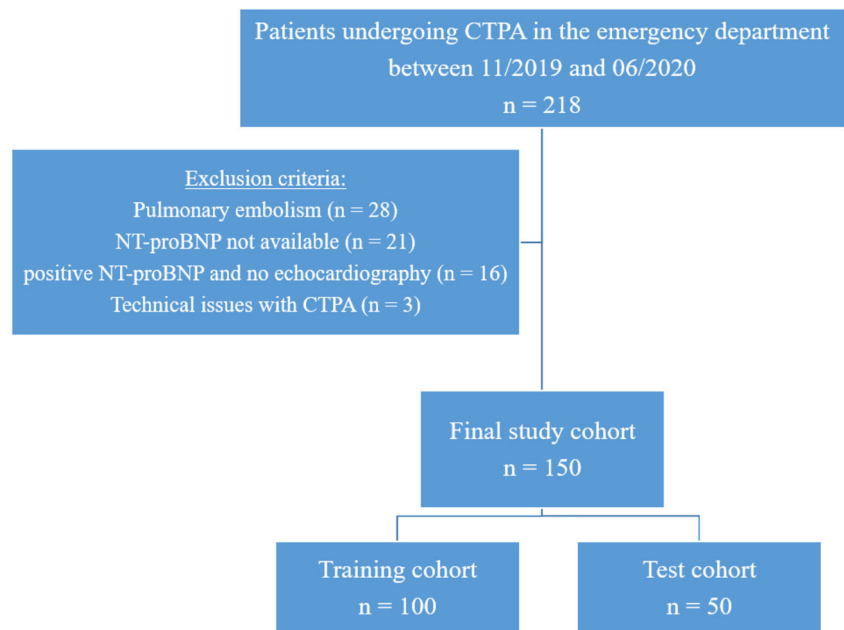 Patients undergoing CTPA in the emergency department
between 11/2019 and 06/2020
n = 218
Exclusion criteria:
Pulmonary embolism (n = 28)
NT-proBNP not available (n = 21)
positive NT-proBNP and no echocardiography (n = 16)
Technical issues with CTPA (n = 3)
Final study cohort
n = 150
Training cohort
n = 100
Test cohort
n = 50